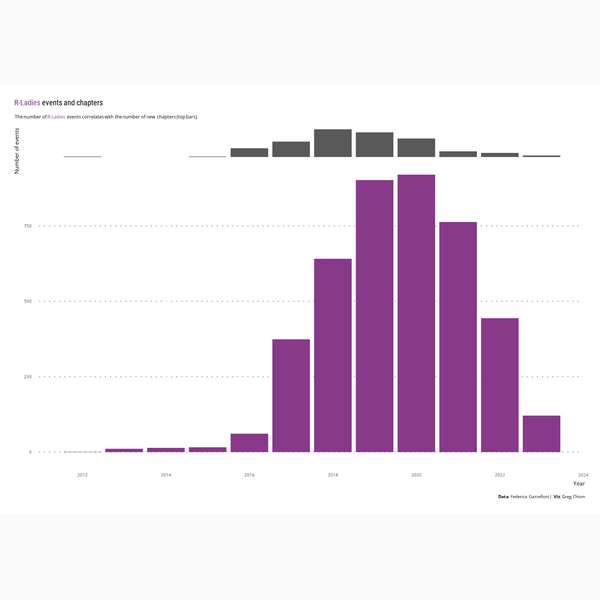 R-Ladies events and chapters
The number of R-Ladies events correlates with the number of new chapters (top bars)
Number of events
750
500
250
0
2012 2014 2016 2018 2020 2022 2024
Year
Data: Federica Gazzelloni | Viz: Greg Chism